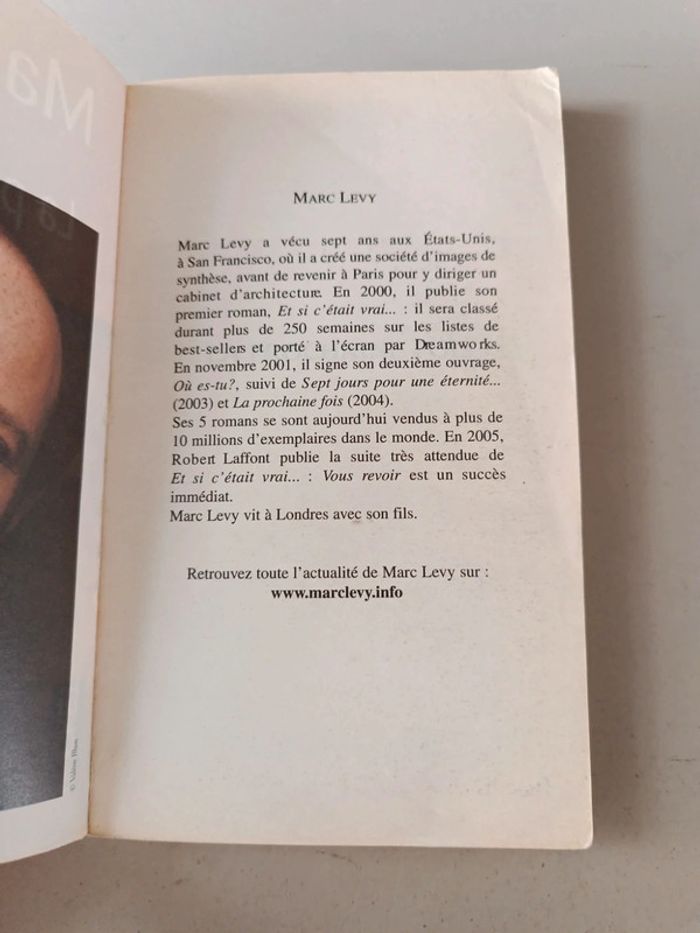 Ma
MARC LEVY
Marc Levy a vécu sept ans aux États-Unis,
à San Francisco, où il a créé une société d'images de
synthèse, avant de revenir à Paris pour y diriger un
cabinet d'architecture. En 2000, il publie son
premier roman, Et si c'était vrai... : il sera classé
durant plus de 250 semaines sur les listes de
best-sellers et porté à l'écran par Dreamworks.
En novembre 2001, il signe son deuxième ouvrage,
Où es-tu?, suivi de Sept jours pour une éternité...
(2003) et La prochaine fois (2004).
Ses 5 romans se sont aujourd'hui vendus à plus de
10 millions d'exemplaires dans le monde. En 2005,
Robert Laffont publie la suite très attendue de
Et si c'était vrai... : Vous revoir est un succès
immédiat.
Marc Levy vit à Londres avec son fils.
Retrouvez toute l'actualité de Marc Levy sur :
www.marclevy.info